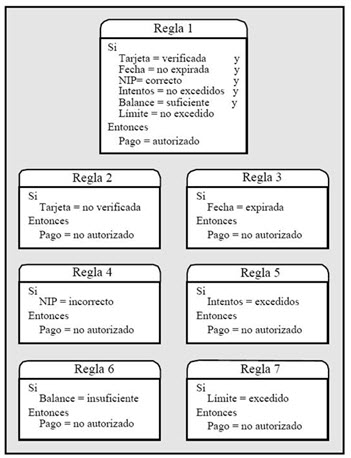 Regla 1
Si
Tarjeta = verificada y
Fecha = no expirada y
NIP= correcto y
Intentos = no excedidos y
Balance = suficiente y
Límite = no excedido
Entonces
Pago = autorizado
Regla 2
Si
Tarjeta = no verificada
Entonces
Pago = no autorizado
Regla 3
Si
Fecha = expirada
Entonces
Pago = no autorizado
Regla 4
Si
NIP = incorrecto
Entonces
Pago = no autorizado
Regla 5
Si
Intentos = excedidos
Entonces
Pago = no autorizado
Regla 6
Si
Balance = insuficiente
Entonces
Pago = no autorizado
Regla 7
Si
Límite = excedido
Entonces
Pago = no autorizado